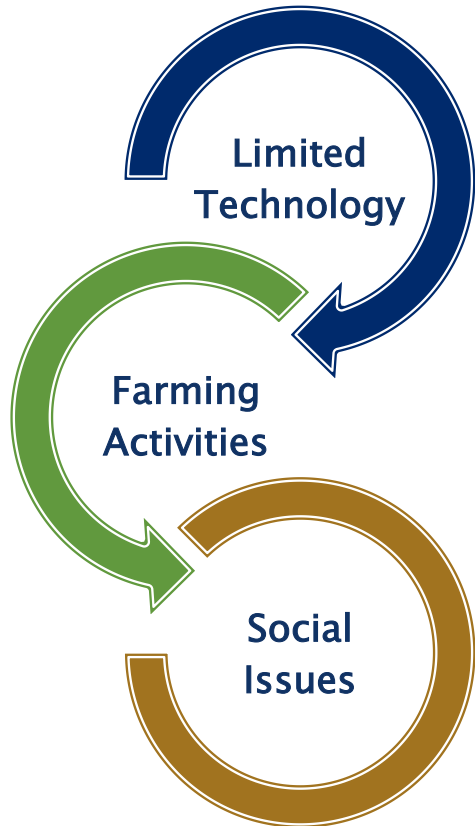 Limited
Technology
Farming
Activities
Social
Issues